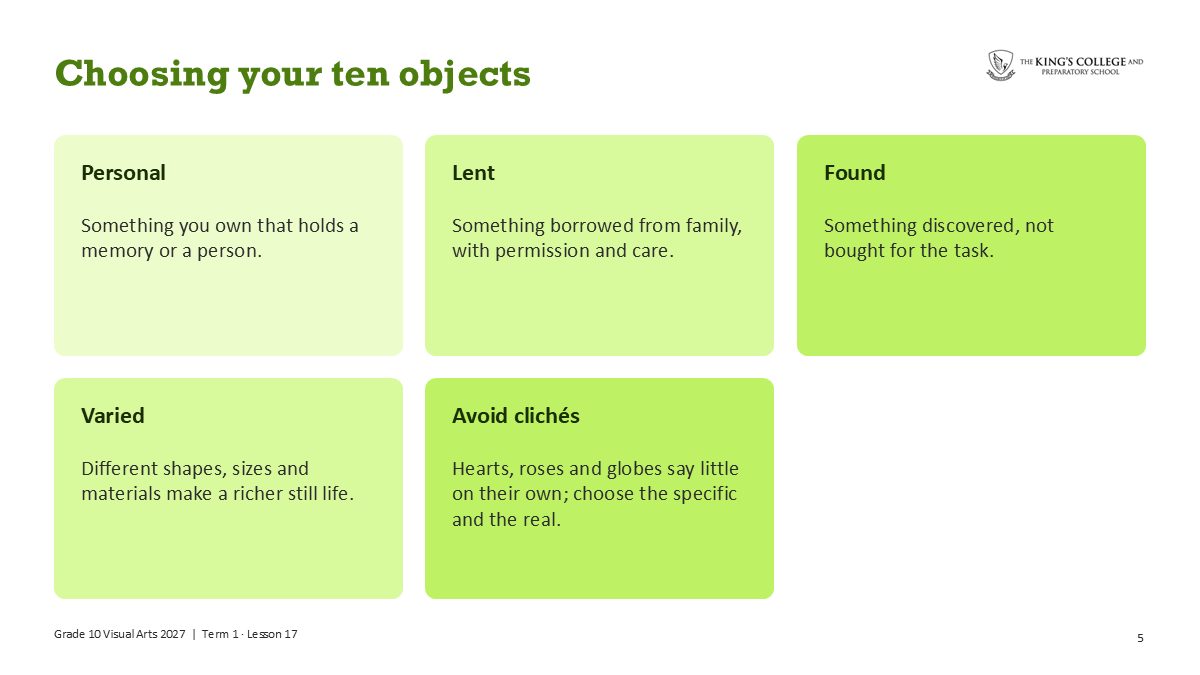 Choosing your ten objects
THE KING'S COLLEGE AND
PREPARATORY SCHOOL
Personal
Something you own that holds a
memory or a person.
Lent
Something borrowed from family,
with permission and care.
Found
Something discovered, not
bought for the task.
Varied
Different shapes, sizes and
materials make a richer still life.
Avoid clichés
Hearts, roses and globes say little
on their own; choose the specific
and the real.
Grade 10 Visual Arts 2027 | Term 1 · Lesson 17
5